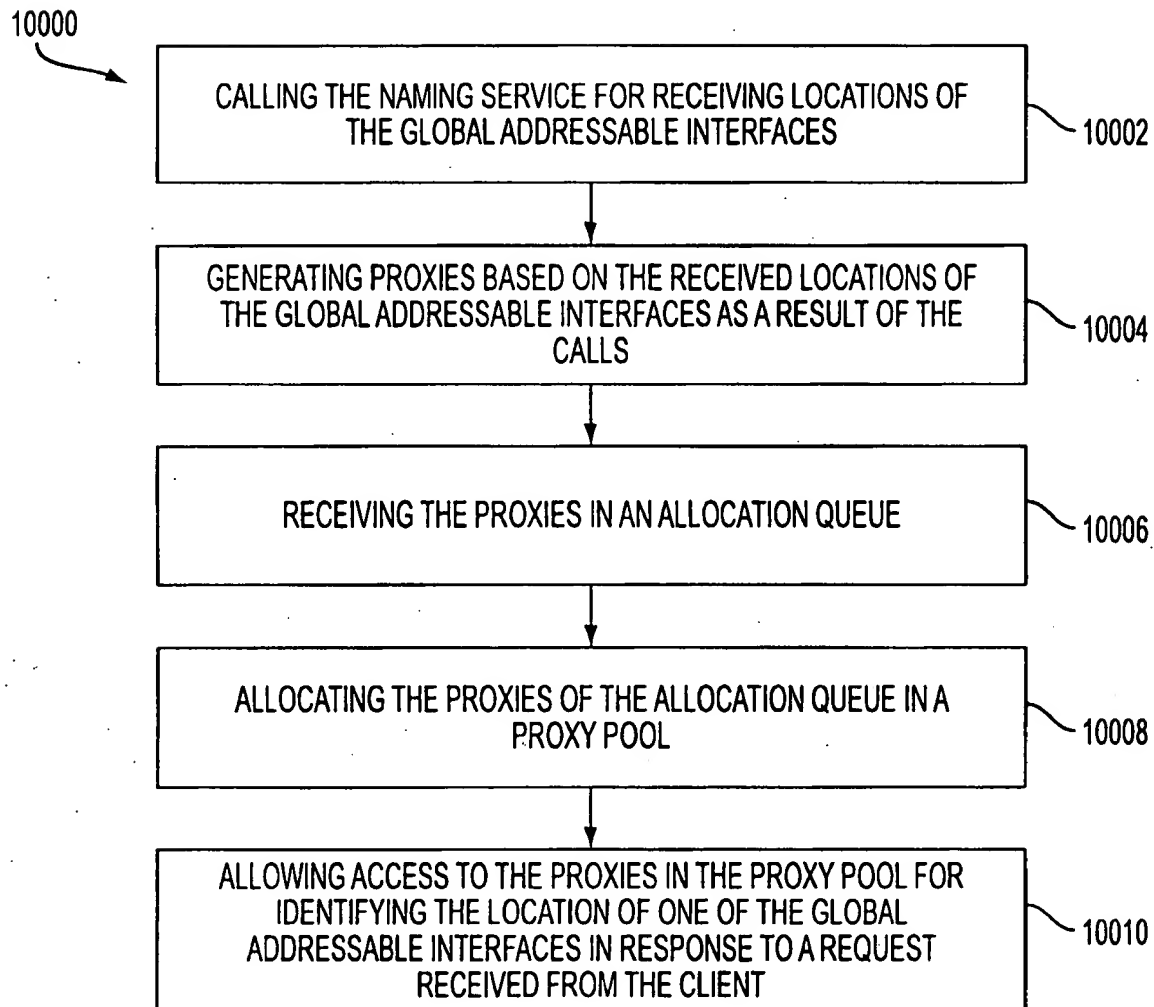 10000
CALLING THE NAMING SERVICE FOR RECEIVING LOCATIONS OF
THE GLOBAL ADDRESSABLE INTERFACES
10002
GENERATING PROXIES BASED ON THE RECEIVED LOCATIONS OF
THE GLOBAL ADDRESSABLE INTERFACES AS A RESULT OF THE
CALLS
10004
RECEIVING THE PROXIES IN AN ALLOCATION QUEUE
10006
ALLOCATING THE PROXIES OF THE ALLOCATION QUEUE IN A
PROXY POOL
10008
ALLOWING ACCESS TO THE PROXIES IN THE PROXY POOL FOR
IDENTIFYING THE LOCATION OF ONE OF THE GLOBAL
ADDRESSABLE INTERFACES IN RESPONSE TO A REQUEST
RECEIVED FROM THE CLIENT
10010